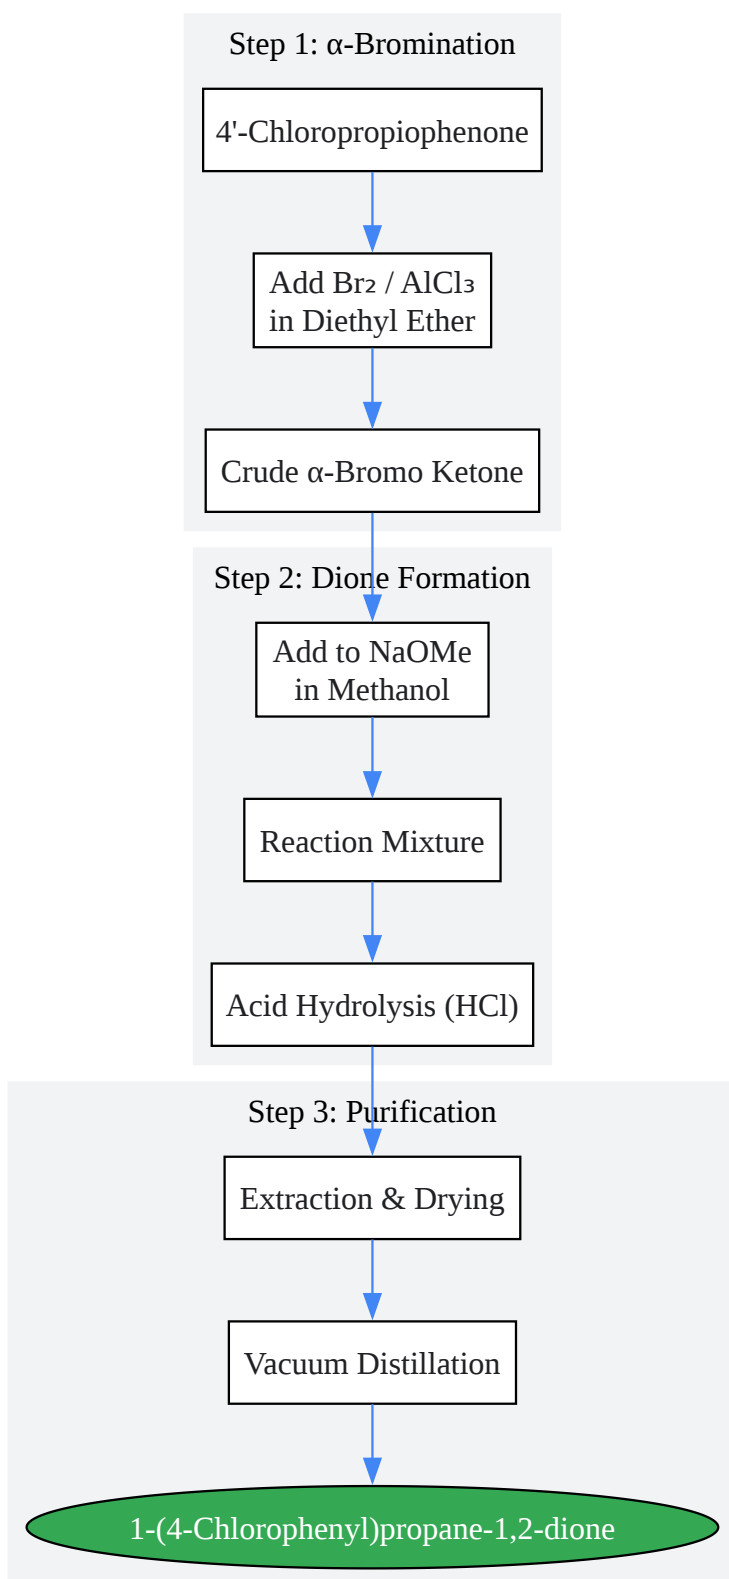 Step 1: α-Bromination
4'-Chloropropiophenone
Add Br₂ / AlCl₃
in Diethyl Ether
Crude α-Bromo Ketone
Step 2: Dione Formation
Add to NaOMe
in Methanol
Reaction Mixture
Acid Hydrolysis (HCl)
Step 3: Purification
Extraction & Drying
Vacuum Distillation
1-(4-Chlorophenyl)propane-1,2-dione